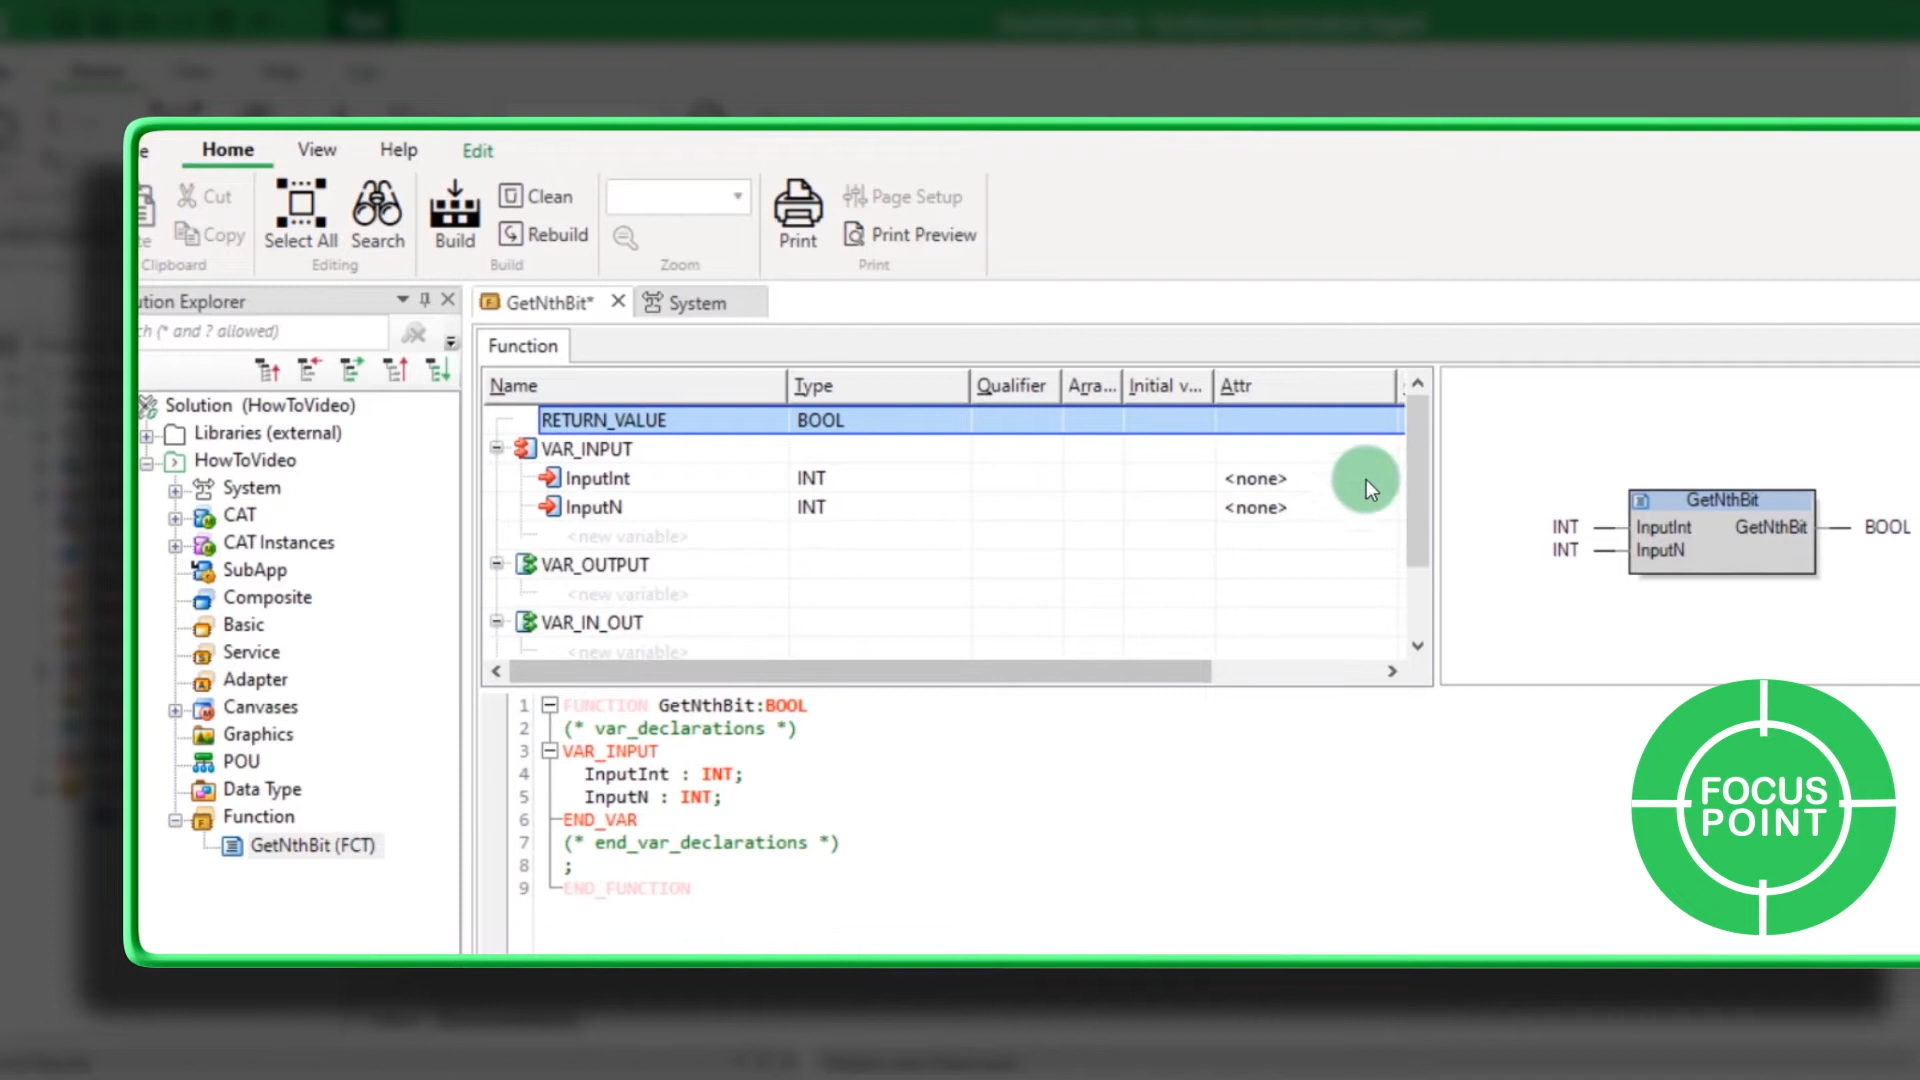 e Home View Help Edit
Cut
Copy
te
Clipboard
Select All Search
Editing
Build
Clean
Rebuild
Build
Zoom
Print
Page Setup
Print Preview
Print
ution Explorer
ch (* and ? allowed)
GetNthBit* System
Function
Name Type Qualifier Arra... Initial v... Attr
RETURN_VALUE BOOL
VAR_INPUT
InputInt INT <none>
InputN INT <none>
<new variable>
VAR_OUTPUT
<new variable>
VAR_IN_OUT
<new variable>
Solution (HowToVideo)
Libraries (external)
HowToVideo
System
CAT
CAT Instances
SubApp
Composite
Basic
Service
Adapter
Canvases
Graphics
POU
Data Type
Function
GetNthBit (FCT)
GetNthBit
INT InputInt GetNthBit BOOL
INT InputN
1 FUNCTION GetNthBit:BOOL
2 (* var_declarations *)
3 VAR_INPUT
4 InputInt : INT;
5 InputN : INT;
6 END_VAR
7 (* end_var_declarations *)
8 ;
9 END_FUNCTION
FOCUS
POINT